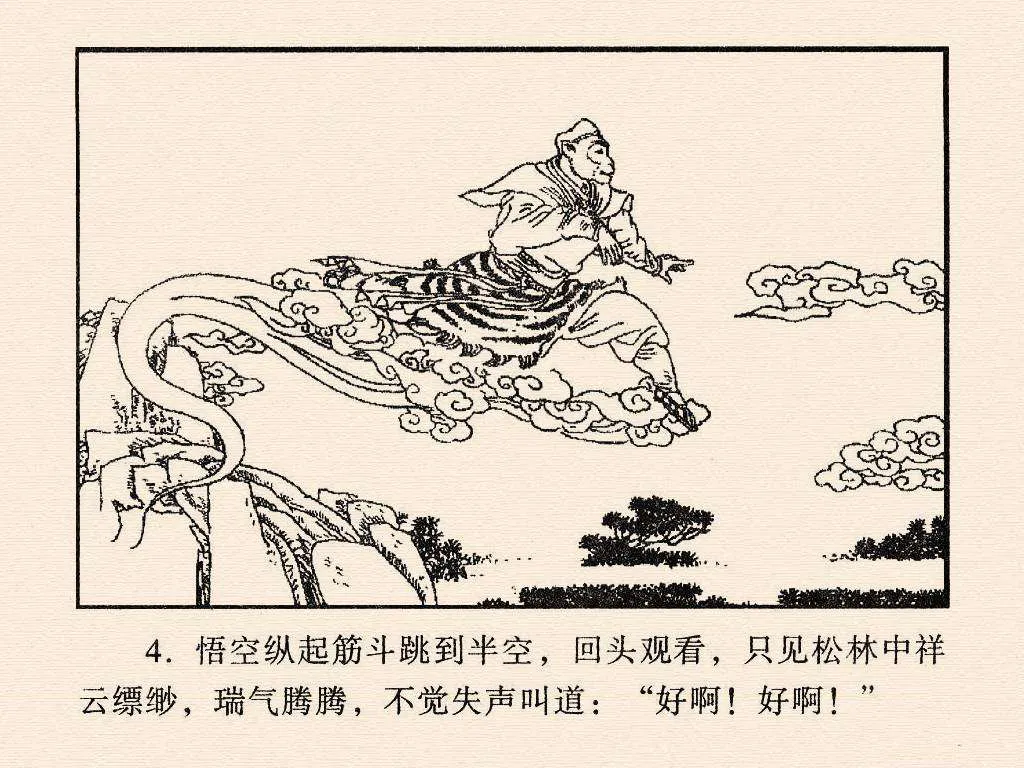 4. 悟空纵起筋斗跳到半空，回头观看，只见松林中祥
云缥缈，瑞气腾腾，不觉失声叫道：“好啊！好啊！”